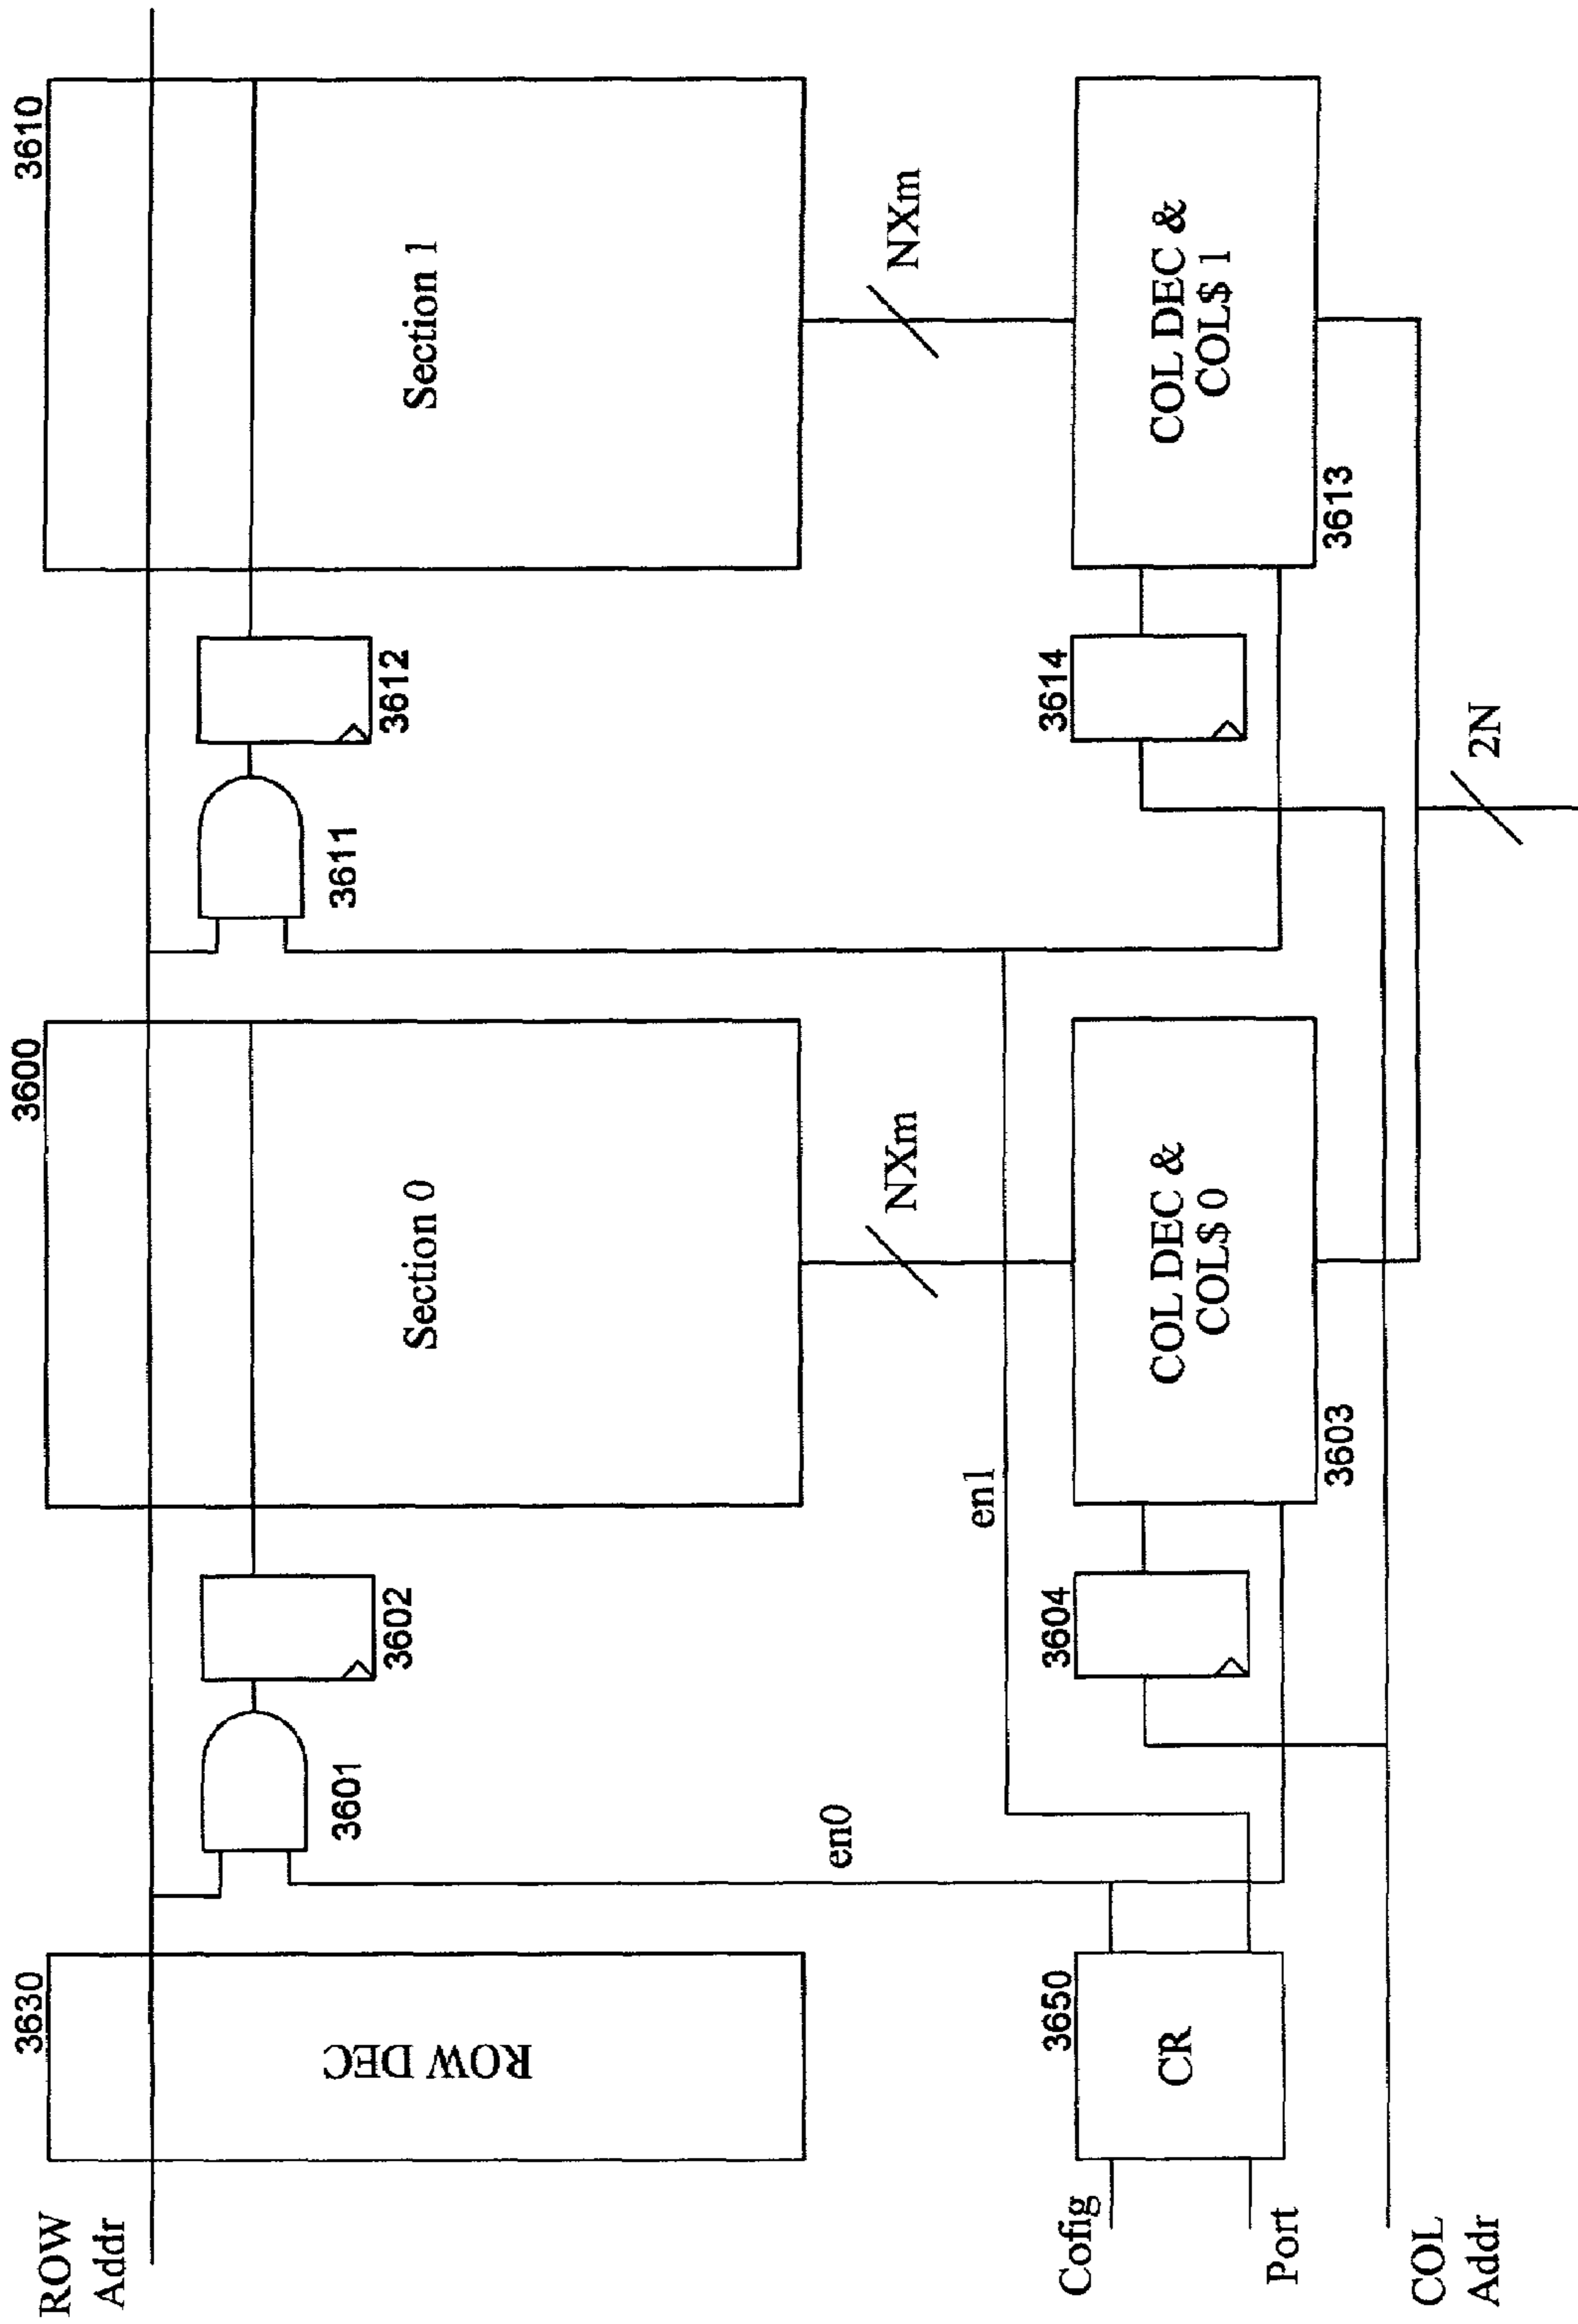 ROW
Addr
3630
ROW DEC
3601
3602
3600
Section 0
3611
3612
3610
Section 1
en0
en1
NXm
NXm
Cofig
Port
3650
CR
3604
COL DEC &
COL$ 0
3603
3614
COL DEC &
COL$ 1
3613
COL
Addr
2N